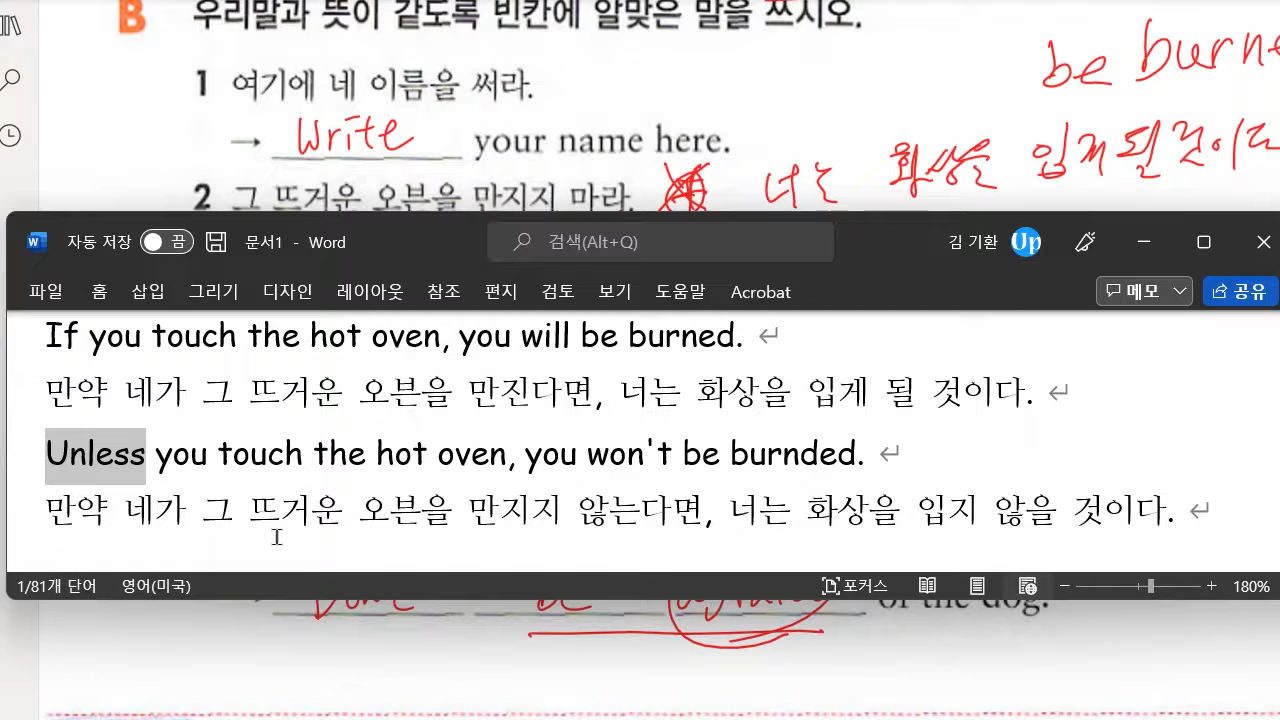 B 우리말과 뜻이 같도록 빈칸에 알맞은 말을 쓰시오.
be burne
1 여기에 네 이름을 써라.
→ Write your name here.
너는 화상을 입게 될 것이다
2 그 뜨거운 오븐을 만지지 마라.
자동 저장 끔 문서1 - Word 검색(Alt+Q) 김 기환 Up
파일 홈 삽입 그리기 디자인 레이아웃 참조 편지 검토 보기 도움말 Acrobat 메모 공유
If you touch the hot oven, you will be burned.
만약 네가 그 뜨거운 오븐을 만진다면, 너는 화상을 입게 될 것이다.
Unless you touch the hot oven, you won't be burnded.
만약 네가 그 뜨거운 오븐을 만지지 않는다면, 너는 화상을 입지 않을 것이다.
1/81개 단어 영어(미국) 포커스 180%
of the dog.